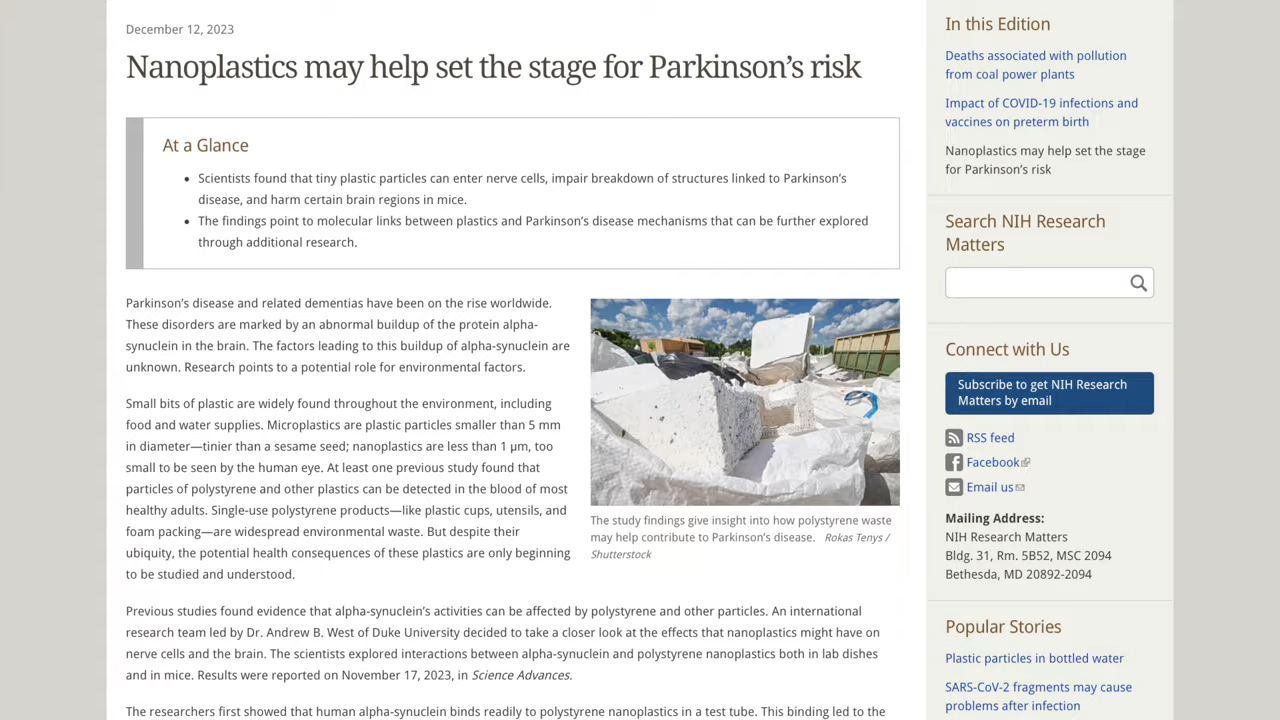 December 12, 2023
Nanoplastics may help set the stage for Parkinson's risk
At a Glance
• Scientists found that tiny plastic particles can enter nerve cells, impair breakdown of structures linked to Parkinson's
disease, and harm certain brain regions in mice.
• The findings point to molecular links between plastics and Parkinson's disease mechanisms that can be further explored
through additional research.
Parkinson's disease and related dementias have been on the rise worldwide.
These disorders are marked by an abnormal buildup of the protein alpha-
synuclein in the brain. The factors leading to this buildup of alpha-synuclein are
unknown. Research points to a potential role for environmental factors.
Small bits of plastic are widely found throughout the environment, including
food and water supplies. Microplastics are plastic particles smaller than 5 mm
in diameter—tinier than a sesame seed; nanoplastics are less than 1 μm, too
small to be seen by the human eye. At least one previous study found that
particles of polystyrene and other plastics can be detected in the blood of most
healthy adults. Single-use polystyrene products—like plastic cups, utensils, and
foam packing—are widespread environmental waste. But despite their
ubiquity, the potential health consequences of these plastics are only beginning
to be studied and understood.
The study findings give insight into how polystyrene waste
may help contribute to Parkinson's disease. Rokas Tenys /
Shutterstock
Previous studies found evidence that alpha-synuclein's activities can be affected by polystyrene and other particles. An international
research team led by Dr. Andrew B. West of Duke University decided to take a closer look at the effects that nanoplastics might have on
nerve cells and the brain. The scientists explored interactions between alpha-synuclein and polystyrene nanoplastics both in lab dishes
and in mice. Results were reported on November 17, 2023, in Science Advances.
The researchers first showed that human alpha-synuclein binds readily to polystyrene nanoplastics in a test tube. This binding led to the
In this Edition
Deaths associated with pollution
from coal power plants
Impact of COVID-19 infections and
vaccines on preterm birth
Nanoplastics may help set the stage
for Parkinson's risk
Search NIH Research
Matters
Connect with Us
Subscribe to get NIH Research
Matters by email
RSS feed
Facebook
Email us
Mailing Address:
NIH Research Matters
Bldg. 31, Rm. 5B52, MSC 2094
Bethesda, MD 20892-2094
Popular Stories
Plastic particles in bottled water
SARS-CoV-2 fragments may cause
problems after infection